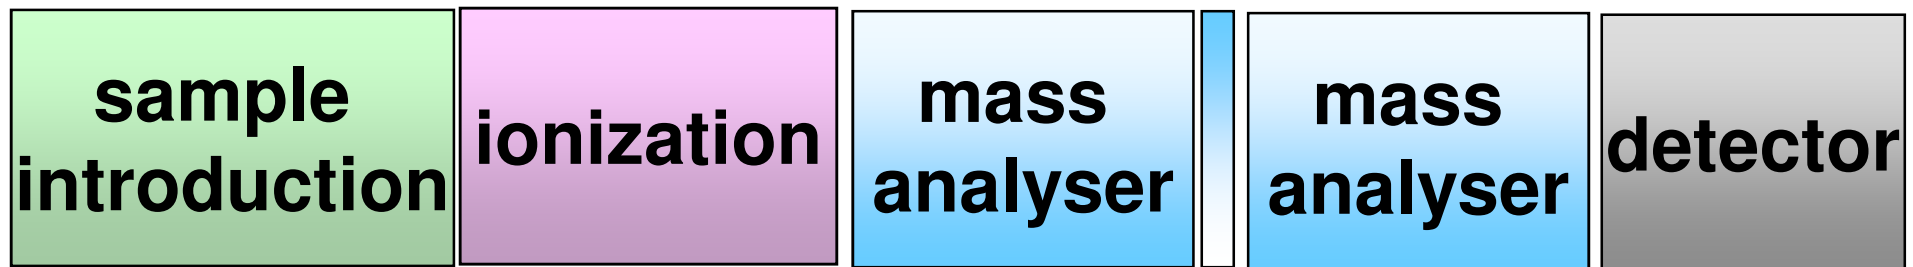 sample
introduction
ionization
mass
analyser
mass
analyser
detector